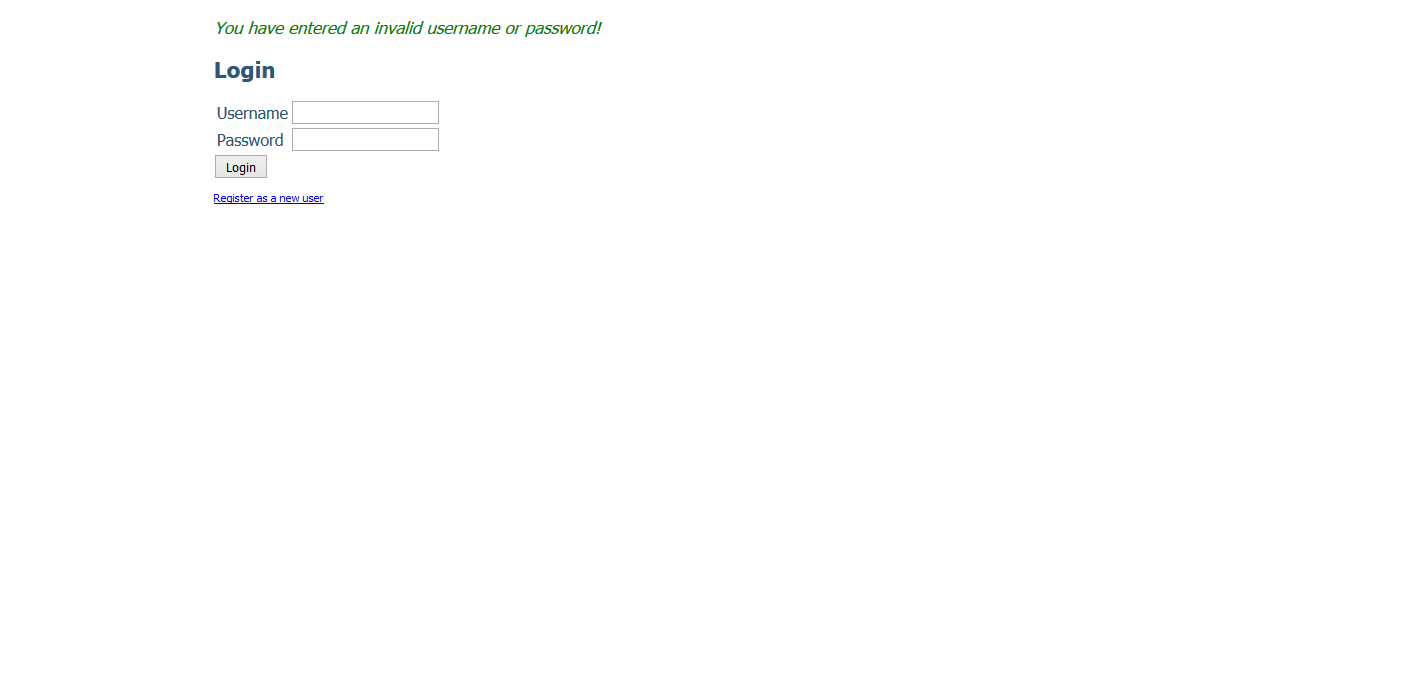 You have entered an invalid username or password!
Login
Username
Password
Login
Register as a new user